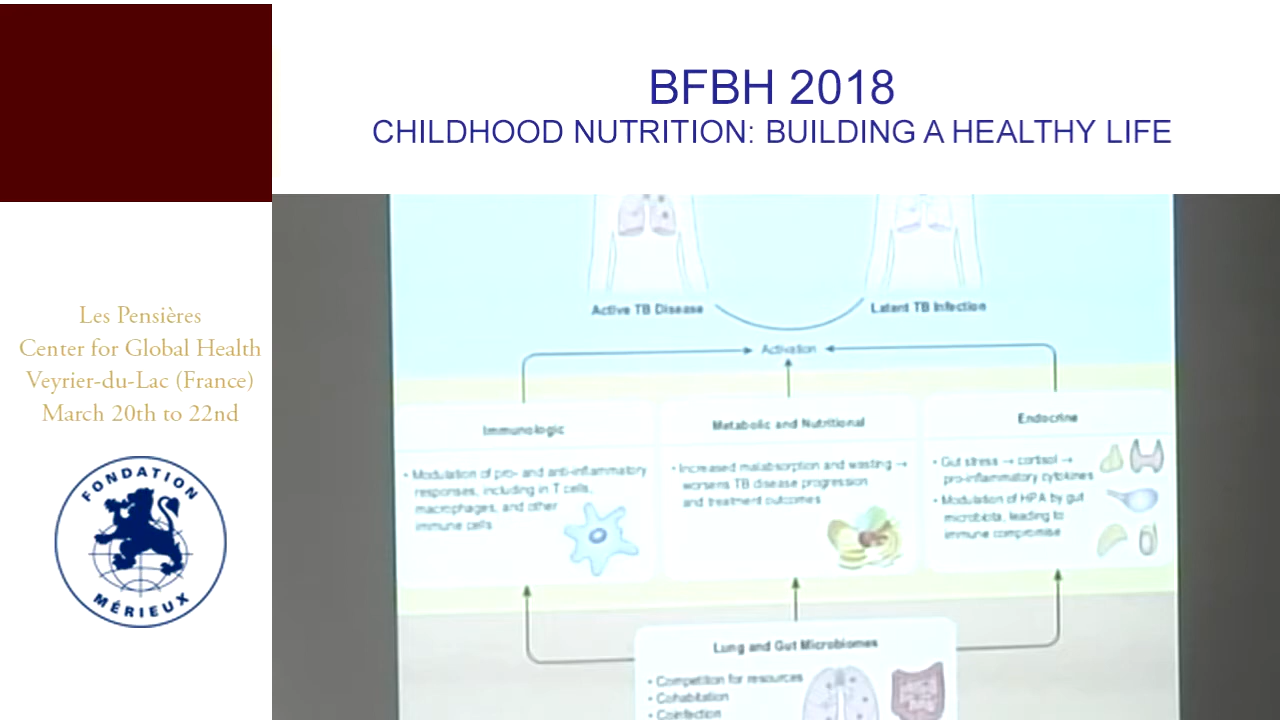 BFBH 2018
CHILDHOOD NUTRITION: BUILDING A HEALTHY LIFE
Les Pensières
Center for Global Health
Veyrier-du-Lac (France)
March 20th to 22nd
FONDATION
MÉRIEUX
Active TB Disease
Latent TB Infection
Activation
Immunologic
• Modulation of pro- and anti-inflammatory
responses, including in T cells,
macrophages, and other
immune cells
Metabolic and Nutritional
• Increased malabsorption and wasting →
worsens TB disease progression
and treatment outcomes
Endocrine
• Gut stress → cortisol →
pro-inflammatory cytokines
• Modulation of HPA by gut
microbiota, leading to
immune compromise
Lung and Gut Microbiomes
• Competition for resources
• Cohabitation
• Coinfection